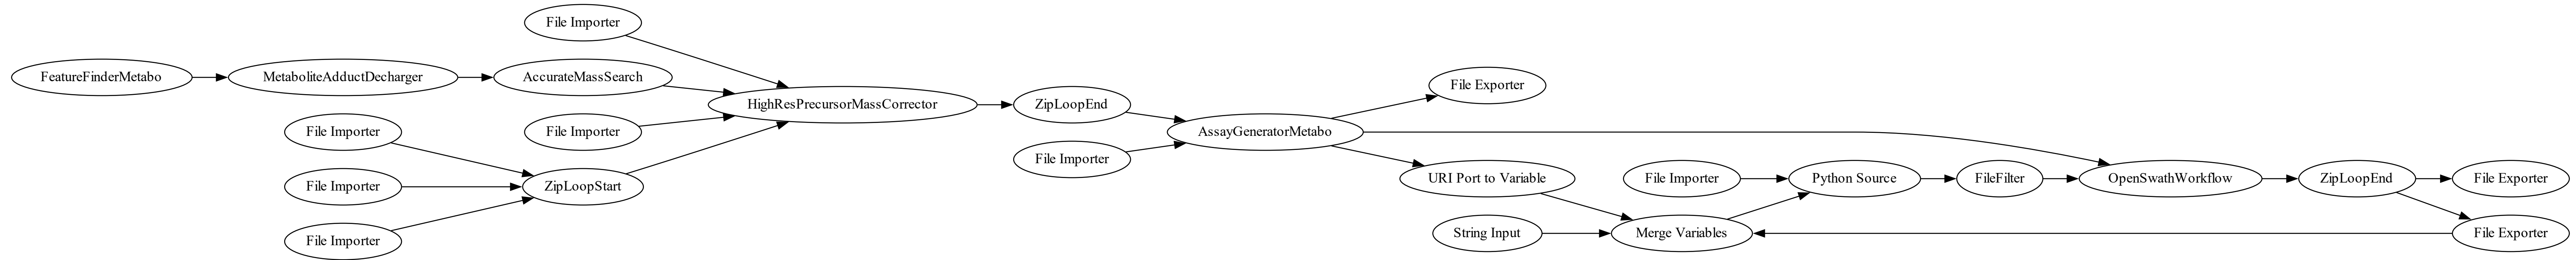 File Importer
FeatureFinderMetabo
MetaboliteAdductDecharger
AccurateMassSearch
File Exporter
HighResPrecursorMassCorrector
ZipLoopEnd
File Importer
File Importer
AssayGeneratorMetabo
File Importer
File Importer
ZipLoopStart
URI Port to Variable
File Importer
Python Source
FileFilter
OpenSwathWorkflow
ZipLoopEnd
File Exporter
File Importer
String Input
Merge Variables
File Exporter